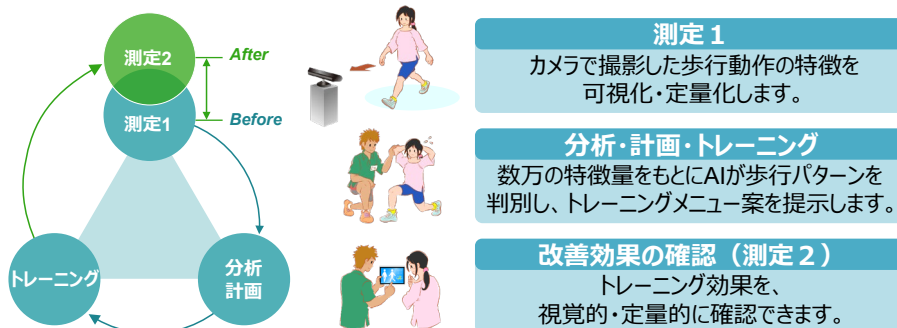 測定2
After
測定1
Before
トレーニング
分析
計画
測定１
カメラで撮影した歩行動作の特徴を
可視化・定量化します。
分析・計画・トレーニング
数万の特徴量をもとにAIが歩行パターンを
判別し、トレーニングメニュー案を提示します。
改善効果の確認（測定２）
トレーニング効果を、
視覚的・定量的に確認できます。